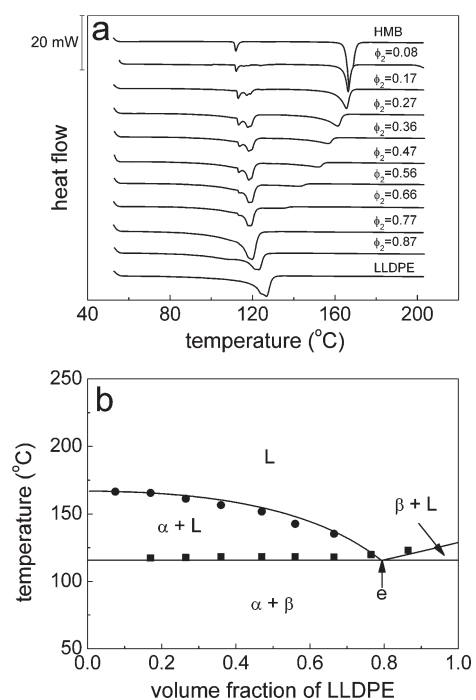 a
20 mW
HMB
ϕ2=0.08
ϕ2=0.17
ϕ2=0.27
ϕ2=0.36
ϕ2=0.47
ϕ2=0.56
ϕ2=0.66
ϕ2=0.77
ϕ2=0.87
LLDPE
heat flow
40 80 120 160 200
temperature (°C)
b
250
200
150
100
50
L
α + L
β + L
α + β
e
temperature (°C)
0.0 0.2 0.4 0.6 0.8 1.0
volume fraction of LLDPE